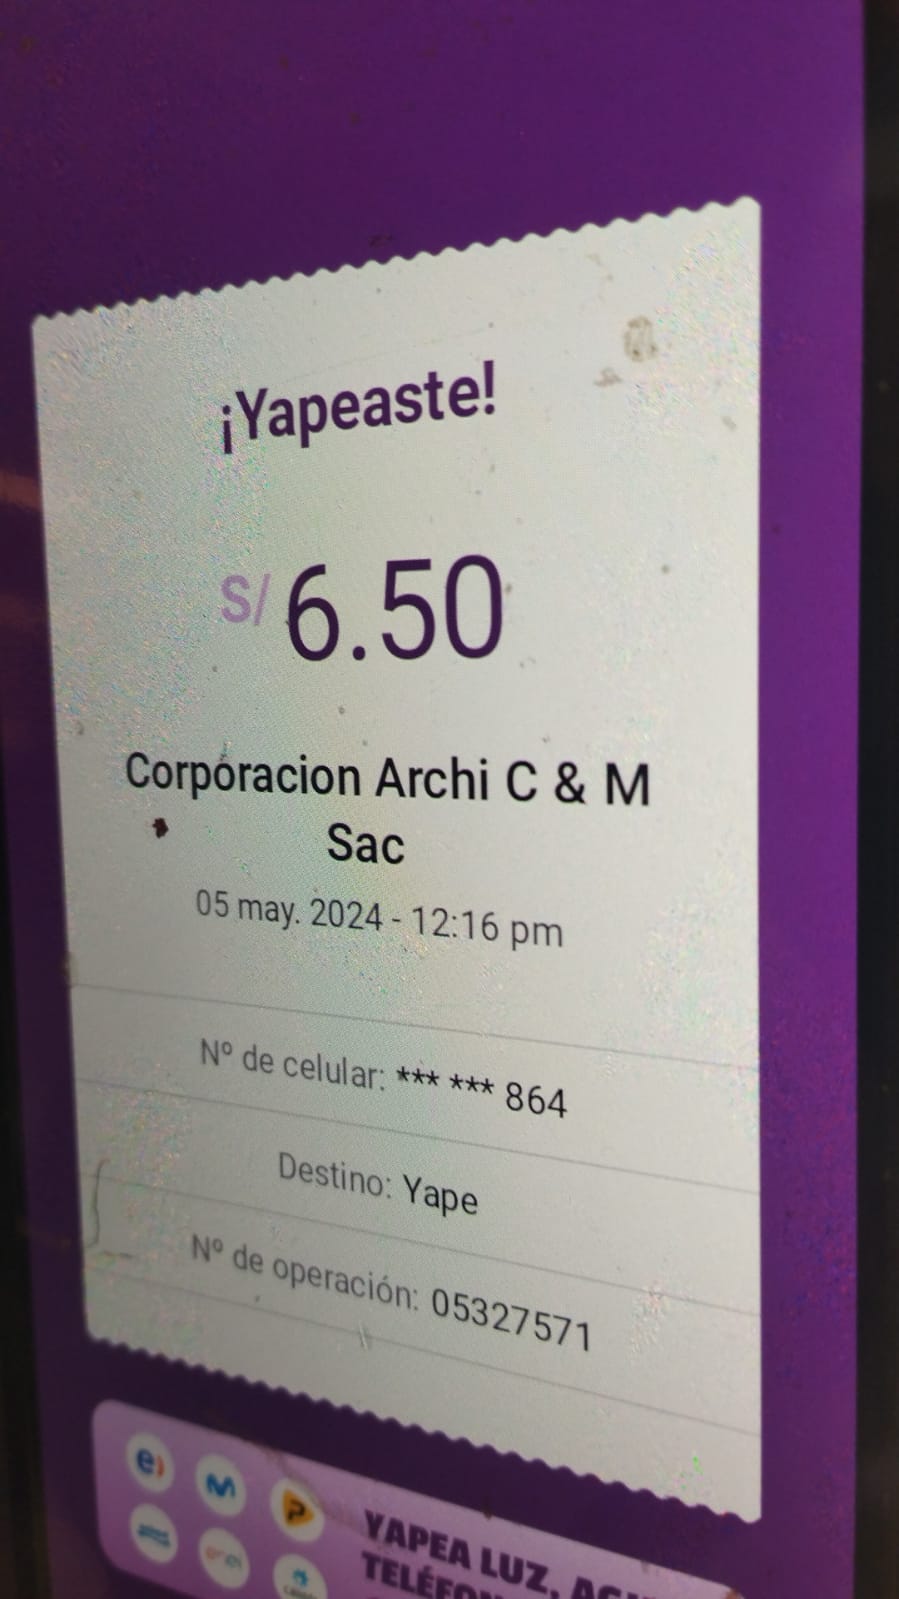 ¡Yapeaste!
S/ 6.50
Corporacion Archi C & M
Sac
05 may. 2024 - 12:16 pm
Nº de celular: *** *** 864
Destino: Yape
Nº de operación: 05327571
YAPEA LUZ,